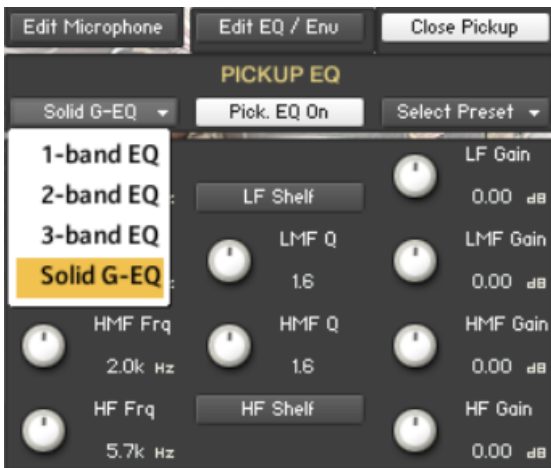 Edit Microphone Edit EQ / Env Close Pickup
PICKUP EQ
Solid G-EQ Pick. EQ On Select Preset
1-band EQ
2-band EQ
3-band EQ
Solid G-EQ
LF Gain
LF Shelf 0.00 dB
LMF Q LMF Gain
1.6 0.00 dB
HMF Frq HMF Q HMF Gain
2.0k Hz 1.6 0.00 dB
HF Frq HF Shelf HF Gain
5.7k Hz 0.00 dB